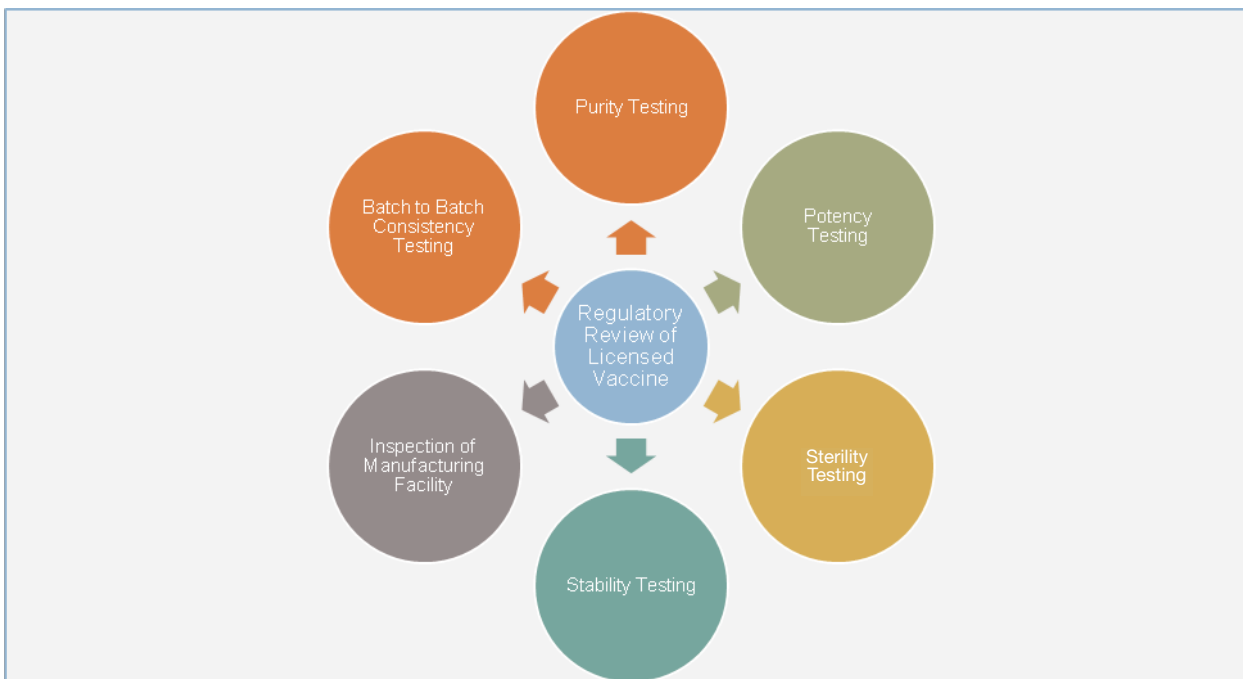 Purity Testing
Potency
Testing
Sterility
Testing
Stability Testing
Inspection of
Manufacturing
Facility
Batch to Batch
Consistency
Testing
Regulatory
Review of
Licensed
Vaccine